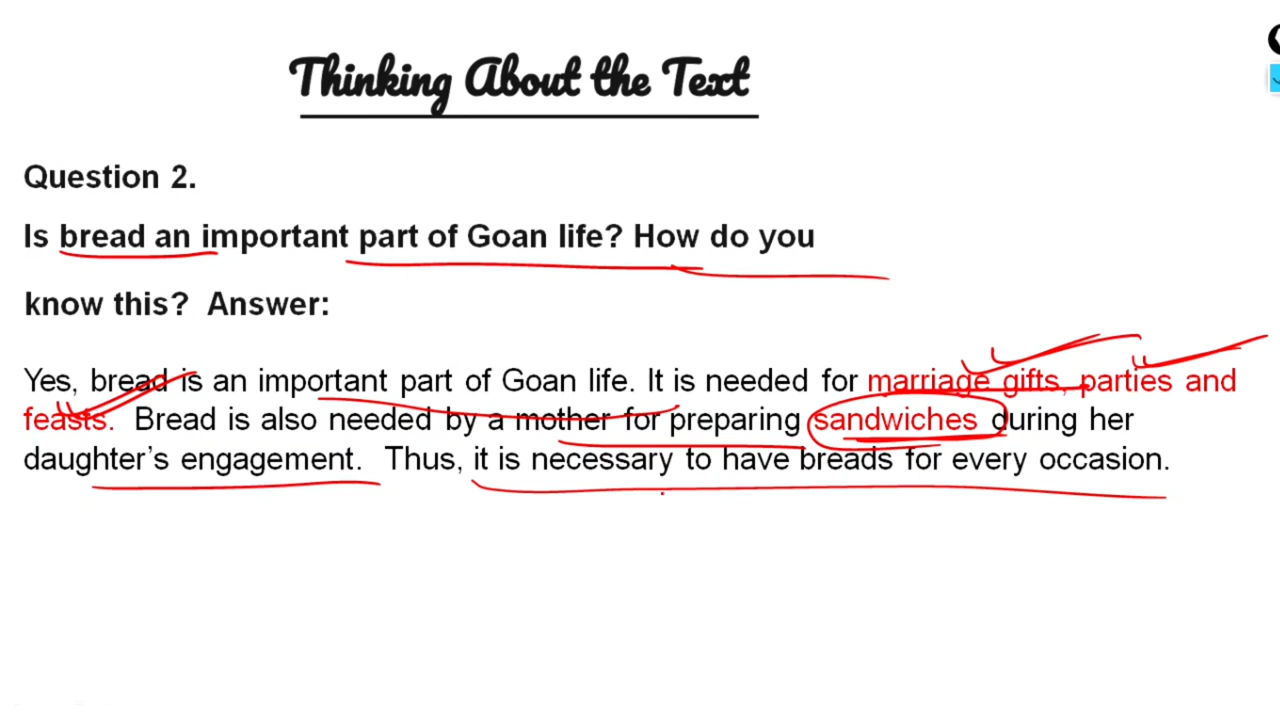 Thinking About the Text
Question 2.
Is bread an important part of Goan life? How do you
know this?  Answer:
Yes, bread is an important part of Goan life. It is needed for marriage gifts, parties and
feasts.  Bread is also needed by a mother for preparing sandwiches during her
daughter's engagement.  Thus, it is necessary to have breads for every occasion.